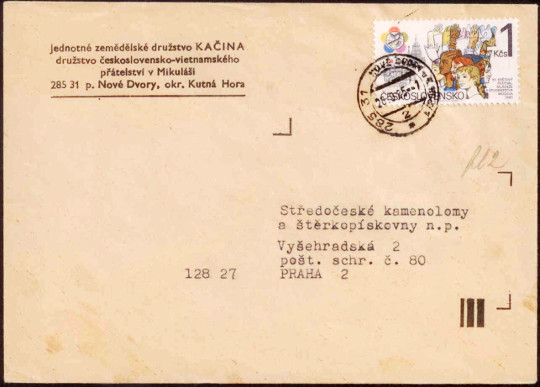 jednotné zemědělské družstvo KAČINA
družstvo československo-vietnamského
přátelství v Mikuláši
285 31 p. Nové Dvory, okr. Kutná Hora
1
Kčs
ČESKOSLOVENSKO
285 31
Středočeské kamenolomy
a štěrkopískovny n.p.
Vyšehradská 2
pošt. schr. č. 80
128 27 PRAHA 2